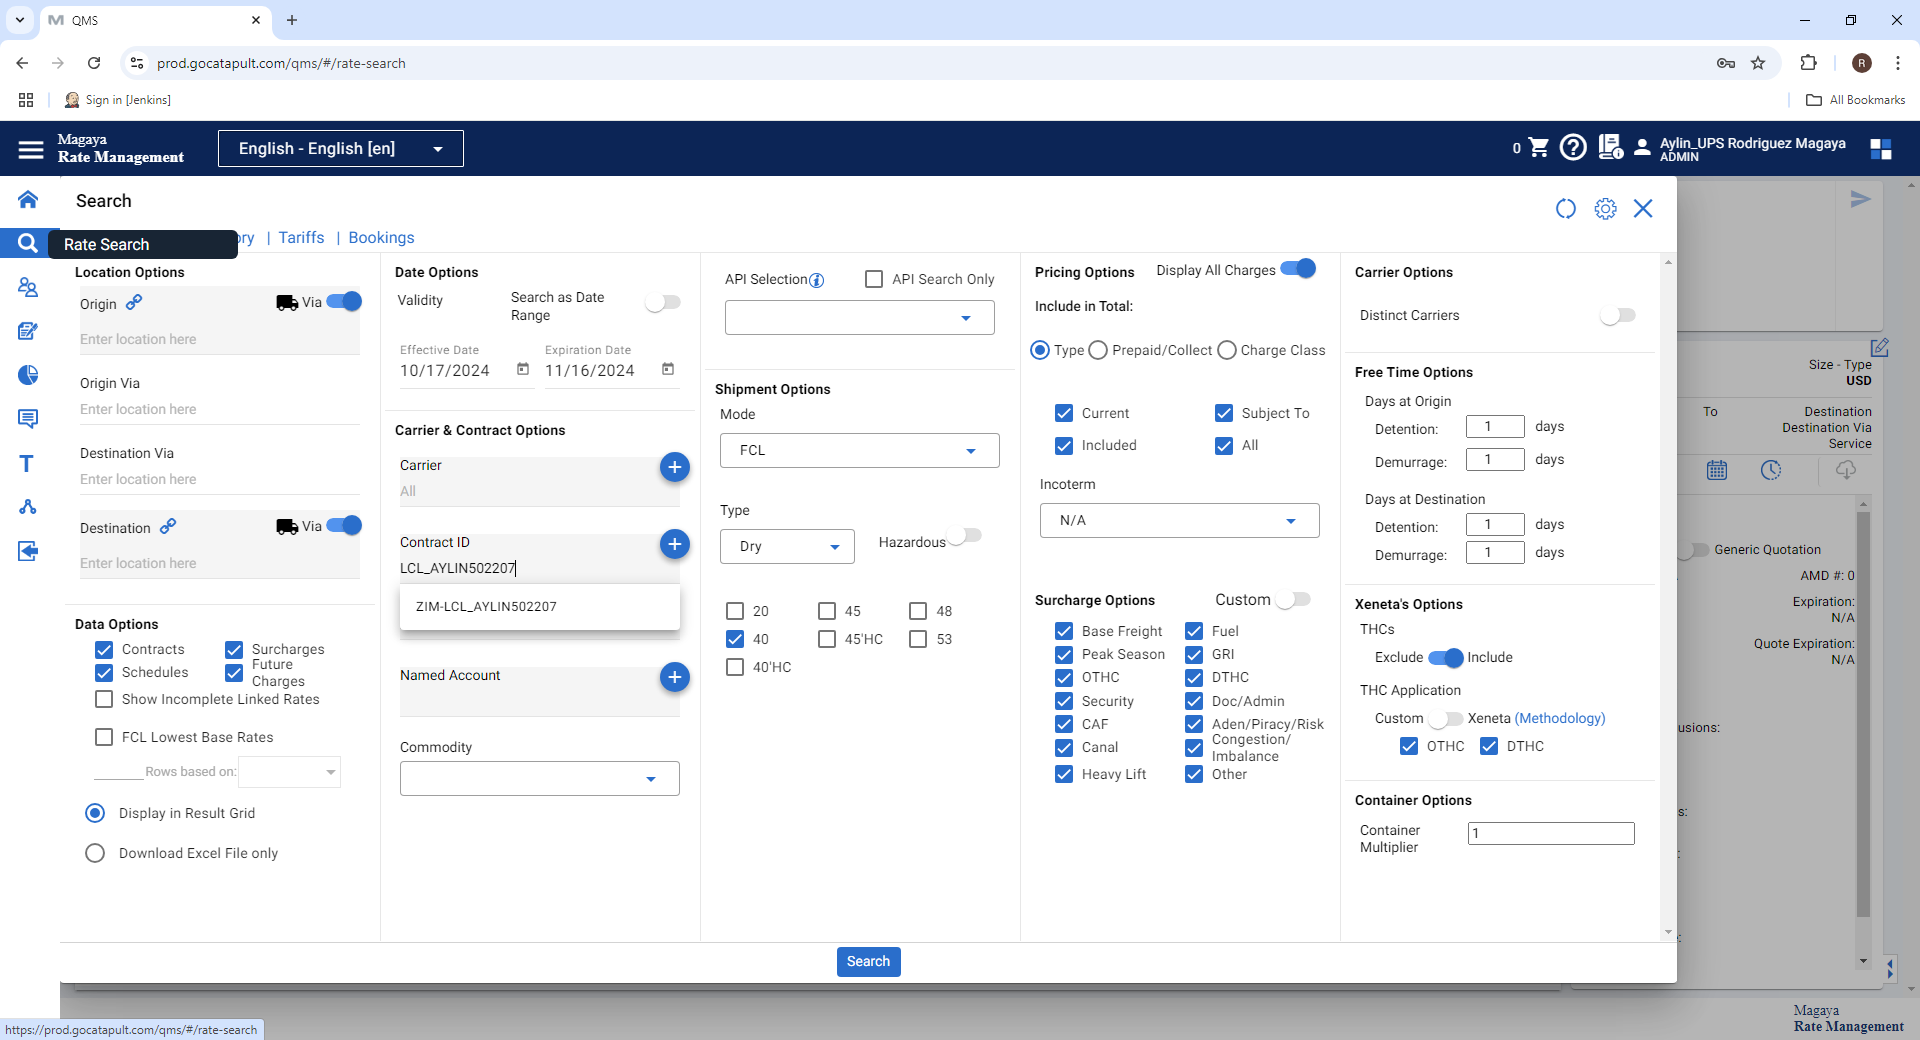 QMS
prod.gocatapult.com/qms/#/rate-search
R
Sign in [Jenkins]
All Bookmarks
Magaya
Rate Management
English - English [en]
0
Aylin_UPS Rodriguez Magaya
ADMIN
Search
Rate Search
ory | Tariffs | Bookings
Location Options
Origin
Via
Enter location here
Origin Via
Enter location here
Destination Via
Enter location here
Destination
Via
Enter location here
Data Options
Contracts
Surcharges
Schedules
Future
Charges
Show Incomplete Linked Rates
FCL Lowest Base Rates
Rows based on:
Display in Result Grid
Download Excel File only
Date Options
Validity
Search as Date
Range
Effective Date
10/17/2024
Expiration Date
11/16/2024
Carrier & Contract Options
Carrier
All
Contract ID
LCL_AYLIN502207
ZIM-LCL_AYLIN502207
Named Account
Commodity
API Selection
API Search Only
Shipment Options
Mode
FCL
Type
Dry
Hazardous
20
45
48
40
45'HC
53
40'HC
Pricing Options
Display All Charges
Include in Total:
Type
Prepaid/Collect
Charge Class
Current
Subject To
Included
All
Incoterm
N/A
Surcharge Options
Custom
Base Freight
Fuel
Peak Season
GRI
OTHC
DTHC
Security
Doc/Admin
CAF
Aden/Piracy/Risk
Canal
Congestion/
Imbalance
Heavy Lift
Other
Carrier Options
Distinct Carriers
Free Time Options
Days at Origin
Detention: 1 days
Demurrage: 1 days
Days at Destination
Detention: 1 days
Demurrage: 1 days
Xeneta's Options
THCs
Exclude
Include
THC Application
Custom
Xeneta (Methodology)
OTHC
DTHC
Container Options
Container
Multiplier
1
Search
Size - Type
USD
To
Destination
Destination Via
Service
Generic Quotation
AMD #: 0
Expiration:
N/A
Quote Expiration:
N/A
usions:
s:
:
:
Magaya
Rate Management
https://prod.gocatapult.com/qms/#/rate-search